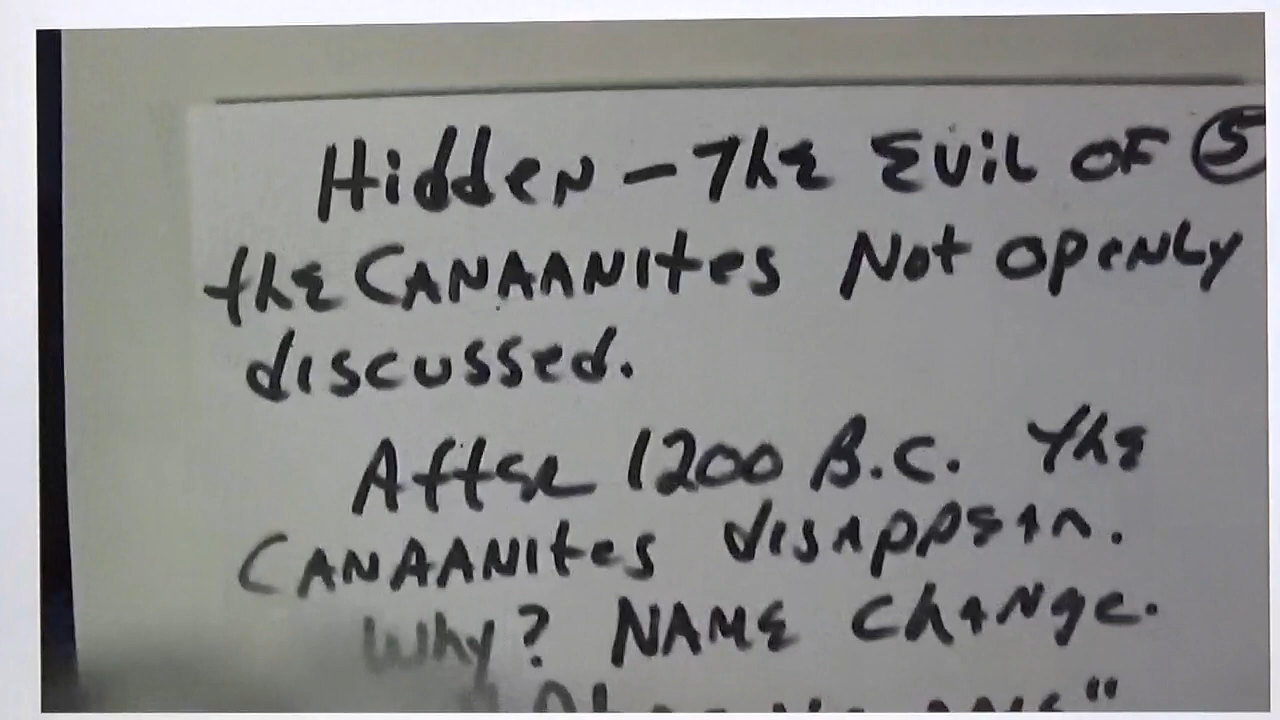 Hidden - The Evil of ⑤
the CANAANites Not openly
discussed.
After 1200 B.C. The
CANAANites disappear.
Why? NAME change.